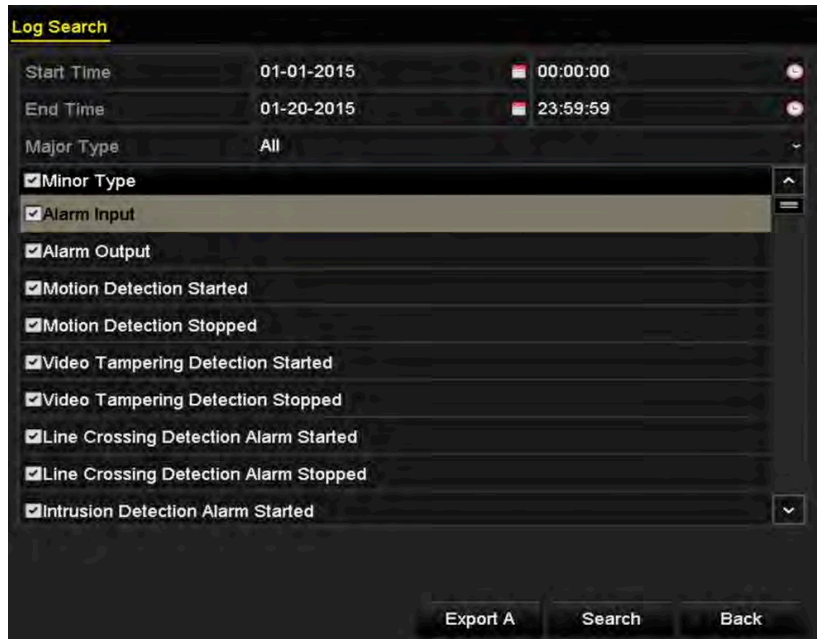 Log Search
Start Time 01-01-2015 00:00:00
End Time 01-20-2015 23:59:59
Major Type All
Minor Type
Alarm Input
Alarm Output
Motion Detection Started
Motion Detection Stopped
Video Tampering Detection Started
Video Tampering Detection Stopped
Line Crossing Detection Alarm Started
Line Crossing Detection Alarm Stopped
Intrusion Detection Alarm Started
Export A Search Back